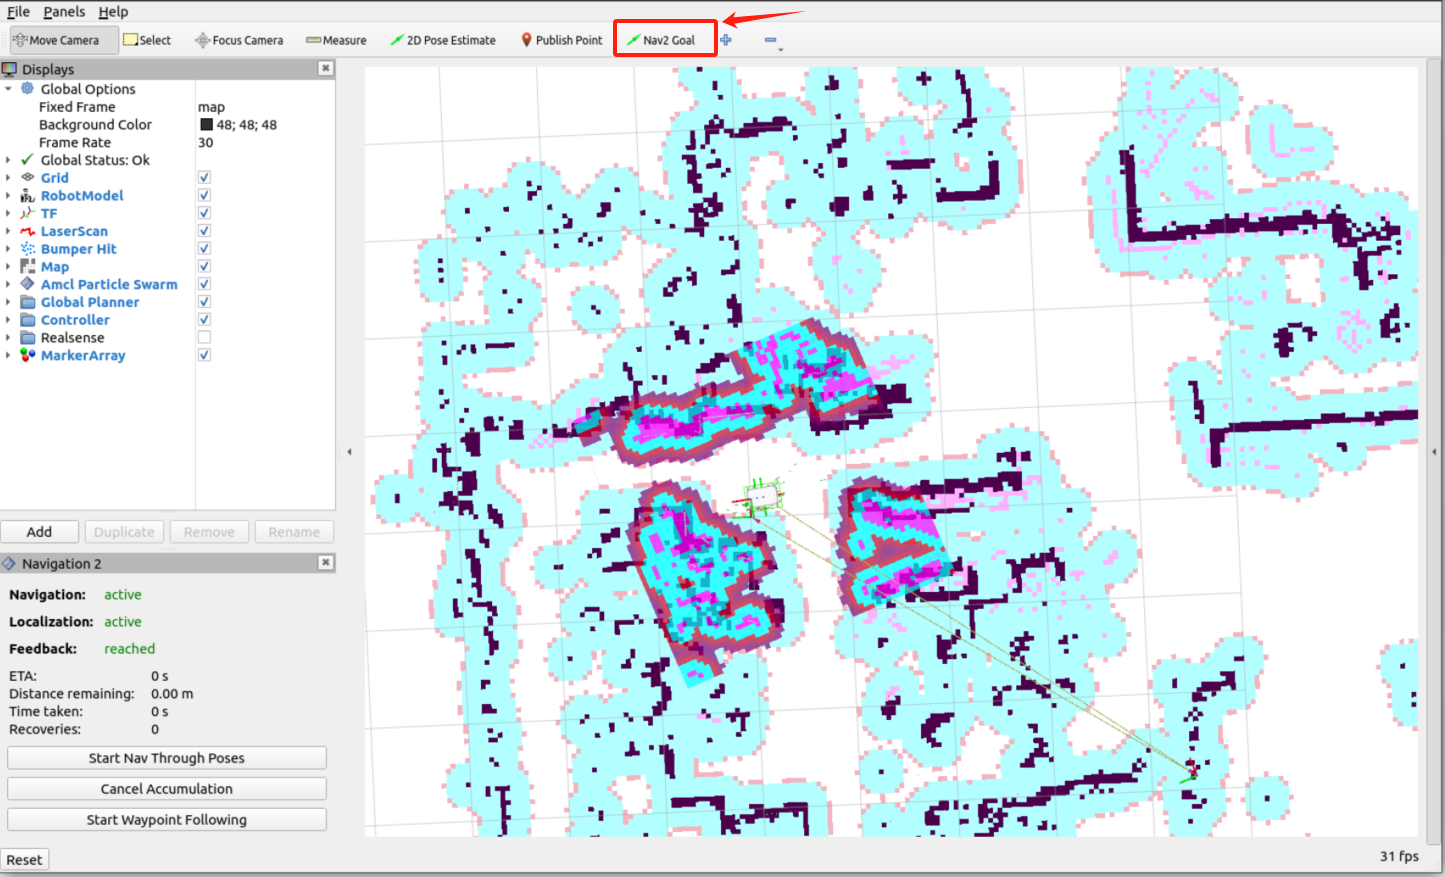 File Panels Help
Move Camera Select Focus Camera Measure 2D Pose Estimate Publish Point Nav2 Goal
Displays
Global Options
Fixed Frame map
Background Color 48; 48; 48
Frame Rate 30
Global Status: Ok
Grid
RobotModel
TF
LaserScan
Bumper Hit
Map
Amcl Particle Swarm
Global Planner
Controller
Realsense
MarkerArray
Add Duplicate Remove Rename
Navigation 2
Navigation: active
Localization: active
Feedback: reached
ETA: 0 s
Distance remaining: 0.00 m
Time taken: 0 s
Recoveries: 0
Start Nav Through Poses
Cancel Accumulation
Start Waypoint Following
Reset 31 fps